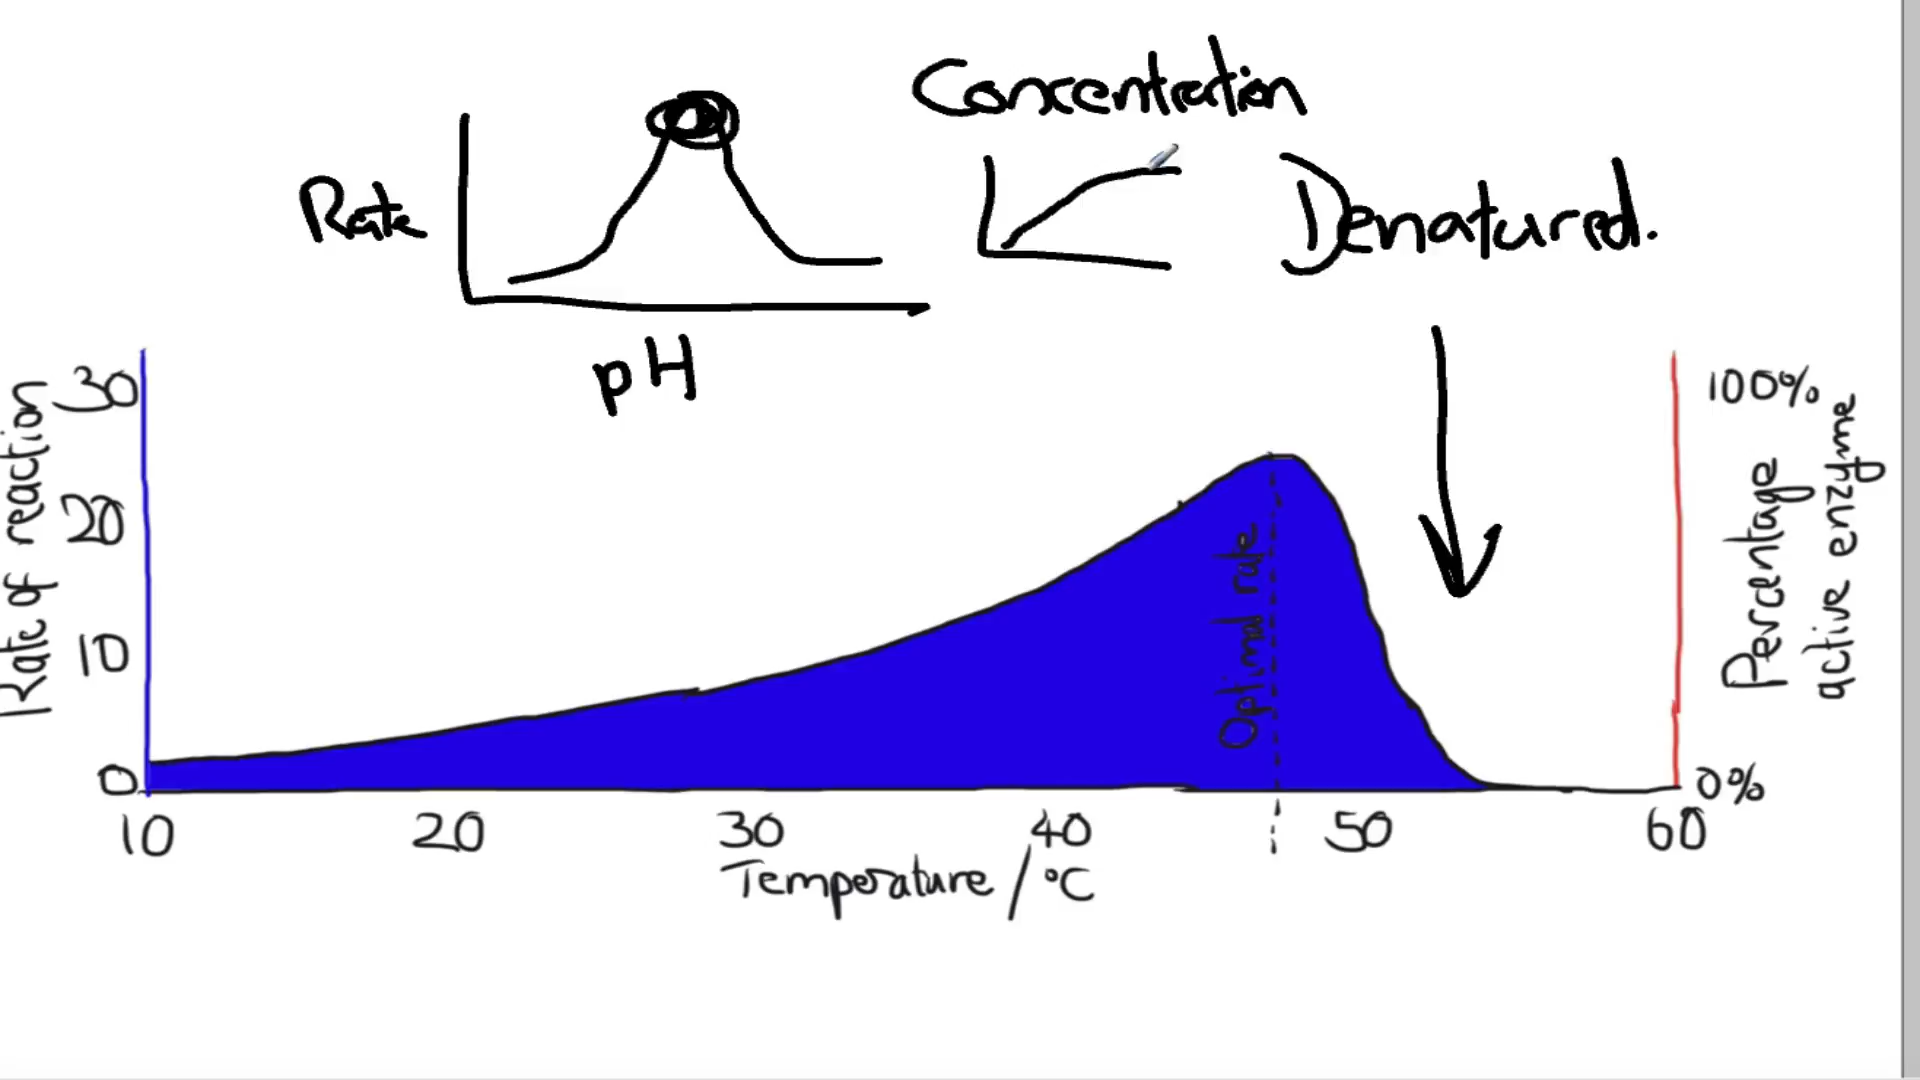 Concentration
Rate
Denatured.
pH
Rate of reaction
30
20
10
0
Optimal rate
100%
0%
Percentage
active enzyme
10 20 30 40 50 60
Temperature / °C